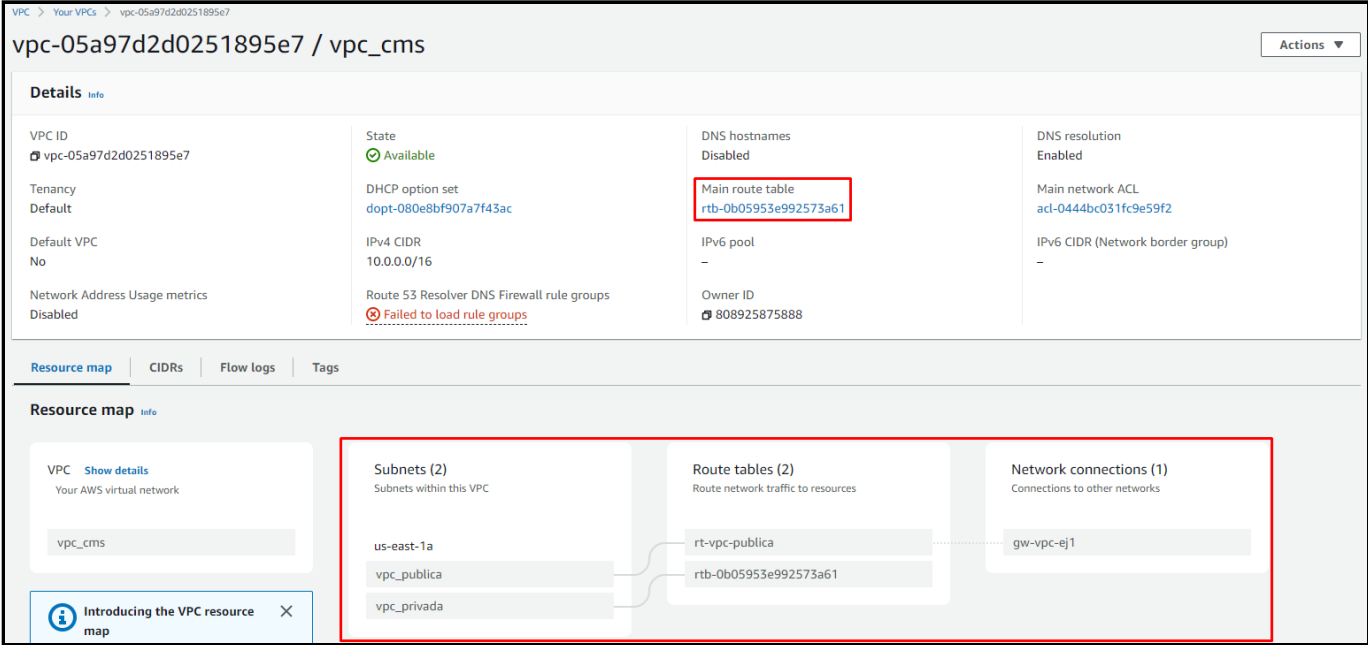 VPC > Your VPCs > vpc-05a97d2d0251895e7
vpc-05a97d2d0251895e7 / vpc_cms
Actions ▼
Details Info
VPC ID
vpc-05a97d2d0251895e7
State
Available
DNS hostnames
Disabled
DNS resolution
Enabled
Tenancy
Default
DHCP option set
dopt-080e8bf907a7f43ac
Main route table
rtb-0b05953e992573a61
Main network ACL
acl-0444bc031fc9e59f2
Default VPC
No
IPv4 CIDR
10.0.0.0/16
IPv6 pool
–
IPv6 CIDR (Network border group)
–
Network Address Usage metrics
Disabled
Route 53 Resolver DNS Firewall rule groups
Failed to load rule groups
Owner ID
808925875888
Resource map CIDRs Flow logs Tags
Resource map Info
VPC Show details
Your AWS virtual network
vpc_cms
Subnets (2)
Subnets within this VPC
us-east-1a
vpc_publica
vpc_privada
Route tables (2)
Route network traffic to resources
rt-vpc-publica
rtb-0b05953e992573a61
Network connections (1)
Connections to other networks
gw-vpc-ej1
Introducing the VPC resource
map